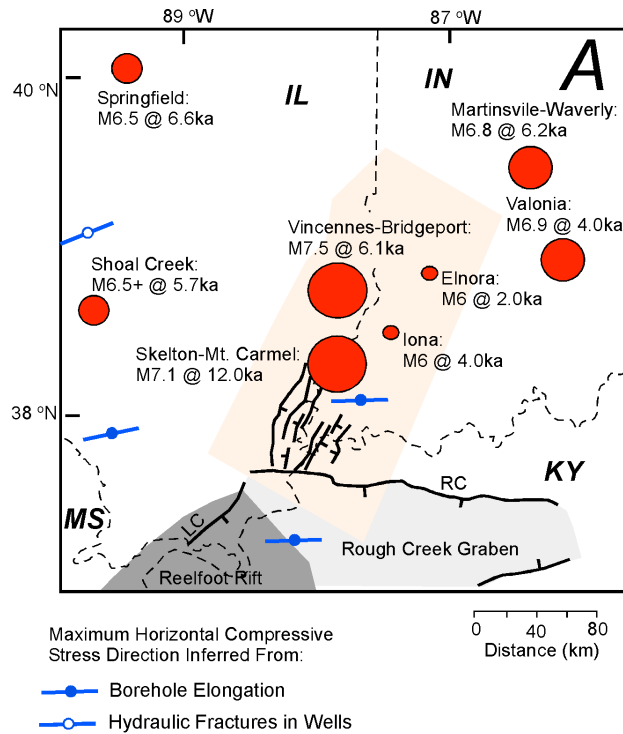 89 °W
87 °W
40 °N
38 °N
A
IL
IN
KY
MS
Springfield:
M6.5 @ 6.6ka
Martinsvile-Waverly:
M6.8 @ 6.2ka
Valonia:
M6.9 @ 4.0ka
Vincennes-Bridgeport:
M7.5 @ 6.1ka
Elnora:
M6 @ 2.0ka
Shoal Creek:
M6.5+ @ 5.7ka
Iona:
M6 @ 4.0ka
Skelton-Mt. Carmel:
M7.1 @ 12.0ka
RC
LC
Rough Creek Graben
Reelfoot Rift
0 40 80
Distance (km)
Maximum Horizontal Compressive
Stress Direction Inferred From:
Borehole Elongation
Hydraulic Fractures in Wells